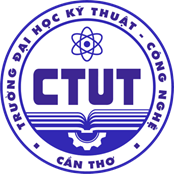 TRƯỜNG ĐẠI HỌC KỸ THUẬT - CÔNG NGHỆ
CTUT
CẦN THƠ